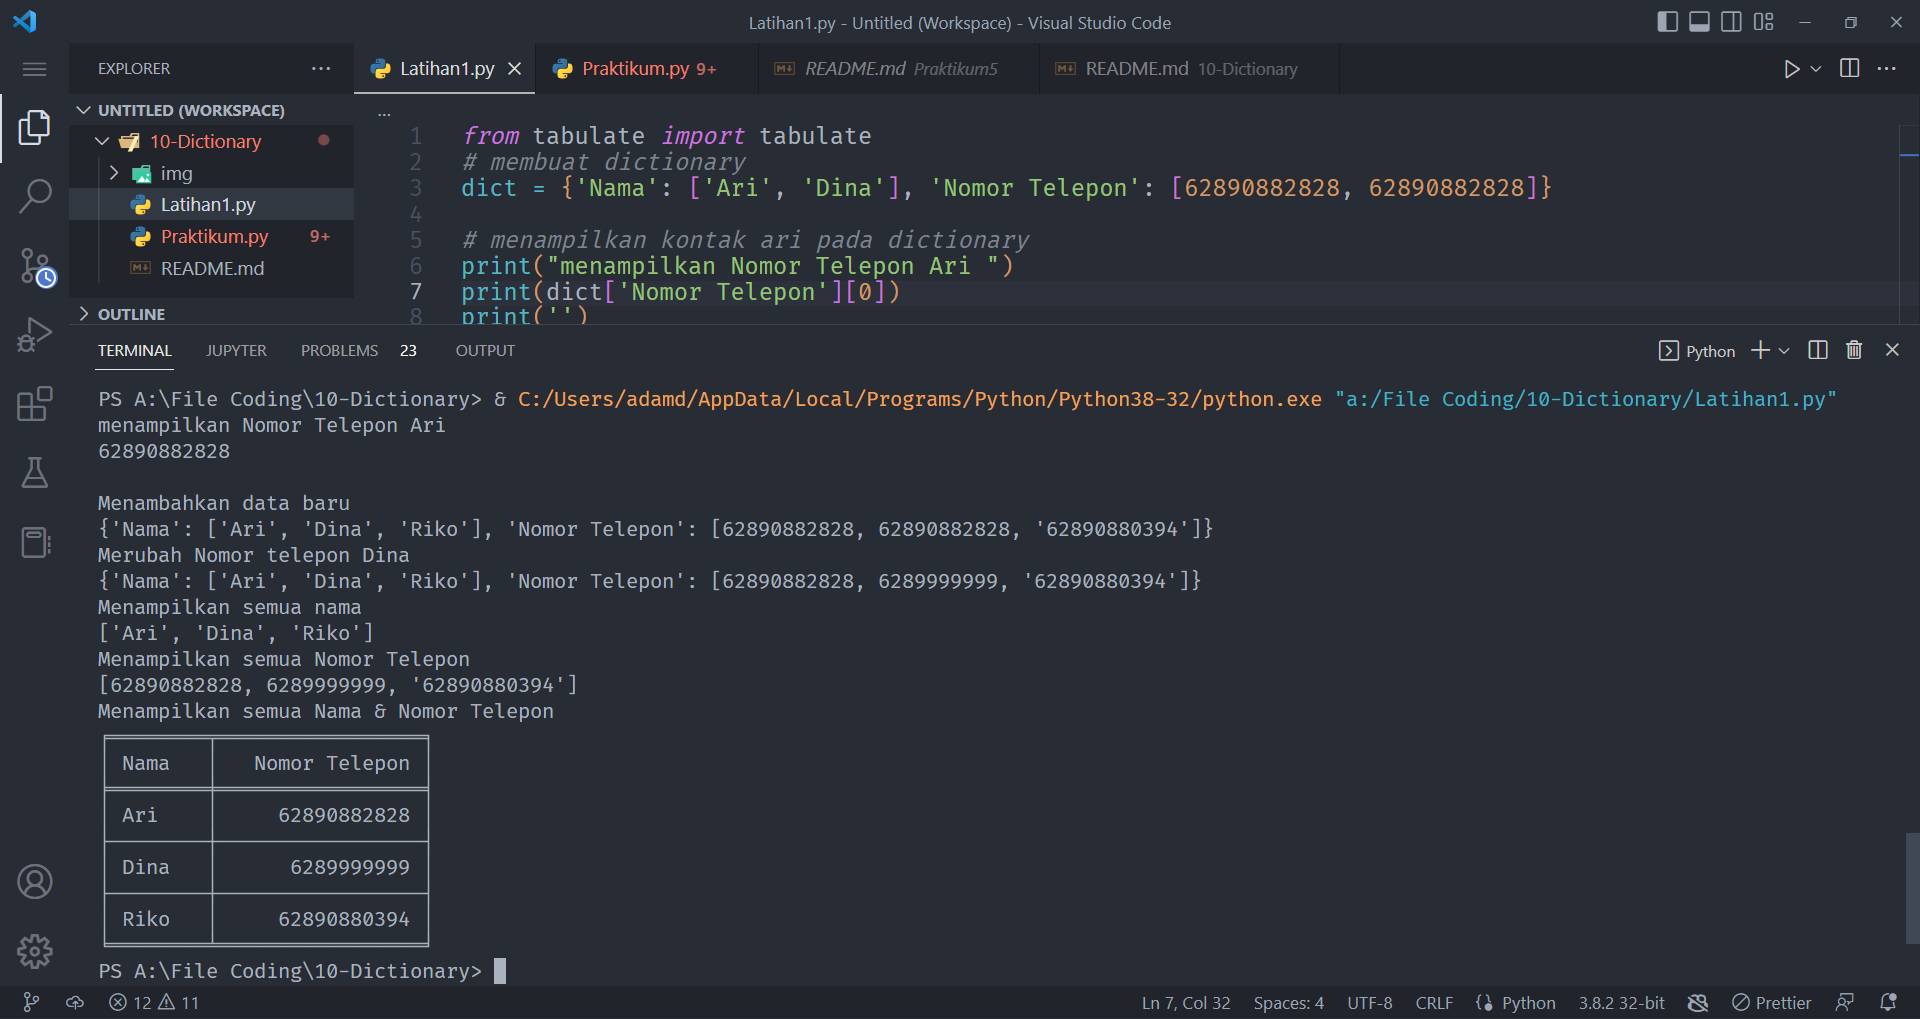 Latihan1.py - Untitled (Workspace) - Visual Studio Code
EXPLORER
Latihan1.py
Praktikum.py 9+
README.md Praktikum5
README.md 10-Dictionary
UNTITLED (WORKSPACE)
10-Dictionary
img
Latihan1.py
Praktikum.py 9+
README.md
OUTLINE
...
1 from tabulate import tabulate
2 # membuat dictionary
3 dict = {'Nama': ['Ari', 'Dina'], 'Nomor Telepon': [62890882828, 62890882828]}
4
5 # menampilkan kontak ari pada dictionary
6 print("menampilkan Nomor Telepon Ari ")
7 print(dict['Nomor Telepon'][0])
8 print('')
TERMINAL JUPYTER PROBLEMS 23 OUTPUT
Python
PS A:\File Coding\10-Dictionary> & C:/Users/adamd/AppData/Local/Programs/Python/Python38-32/python.exe "a:/File Coding/10-Dictionary/Latihan1.py"
menampilkan Nomor Telepon Ari
62890882828
Menambahkan data baru
{'Nama': ['Ari', 'Dina', 'Riko'], 'Nomor Telepon': [62890882828, 62890882828, '62890880394']}
Merubah Nomor telepon Dina
{'Nama': ['Ari', 'Dina', 'Riko'], 'Nomor Telepon': [62890882828, 6289999999, '62890880394']}
Menampilkan semua nama
['Ari', 'Dina', 'Riko']
Menampilkan semua Nomor Telepon
[62890882828, 6289999999, '62890880394']
Menampilkan semua Nama & Nomor Telepon
Nama Nomor Telepon
Ari 62890882828
Dina 6289999999
Riko 62890880394
PS A:\File Coding\10-Dictionary>
12 11 Ln 7, Col 32 Spaces: 4 UTF-8 CRLF Python 3.8.2 32-bit Prettier